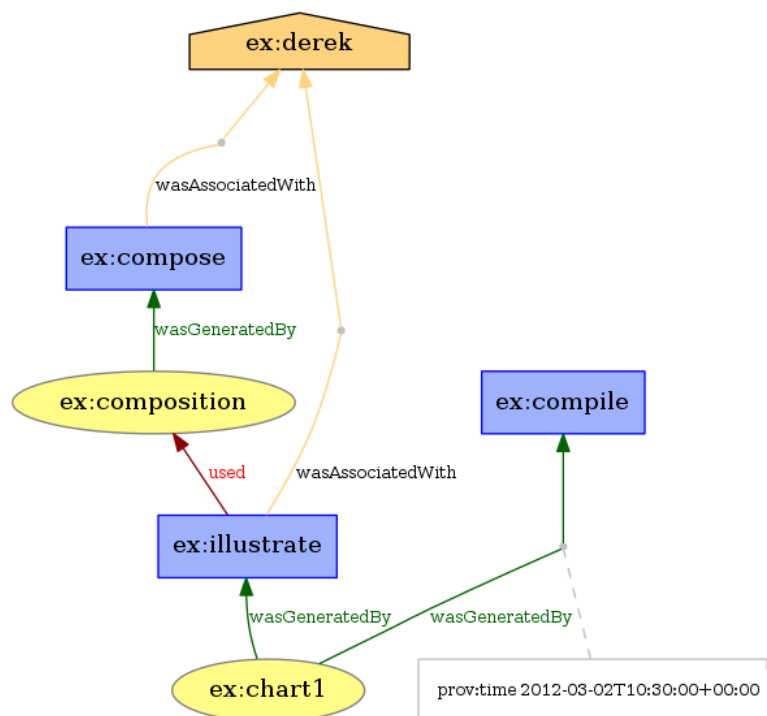 ex:derek
wasAssociatedWith
ex:compose
wasGeneratedBy
ex:composition
ex:compile
used
wasAssociatedWith
ex:illustrate
wasGeneratedBy
wasGeneratedBy
ex:chart1
prov:time 2012-03-02T10:30:00+00:00